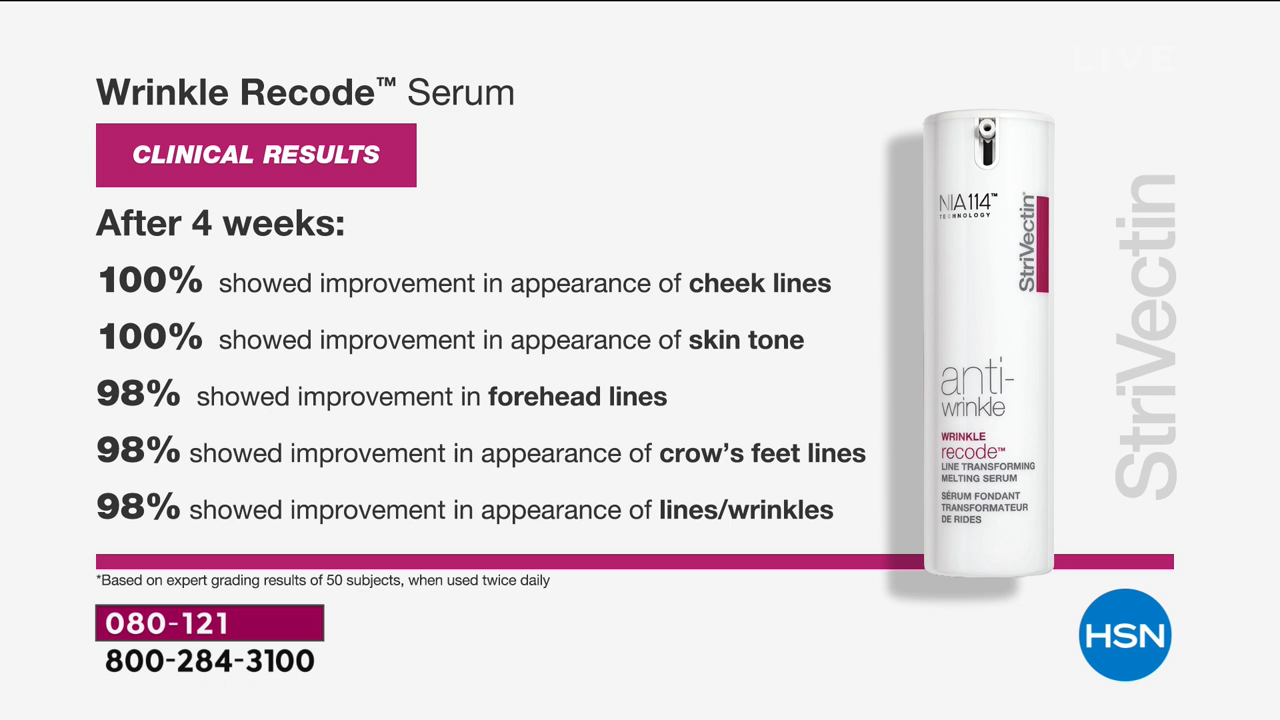 LIVE
Wrinkle Recode™ Serum
CLINICAL RESULTS
After 4 weeks:
100% showed improvement in appearance of cheek lines
100% showed improvement in appearance of skin tone
98% showed improvement in forehead lines
98% showed improvement in appearance of crow's feet lines
98% showed improvement in appearance of lines/wrinkles
*Based on expert grading results of 50 subjects, when used twice daily
080-121
800-284-3100
NIA114™
TECHNOLOGY
StriVectin®
anti-
wrinkle
WRINKLE
recode™
LINE TRANSFORMING
MELTING SERUM
SÉRUM FONDANT
TRANSFORMATEUR
DE RIDES
StriVectin
HSN